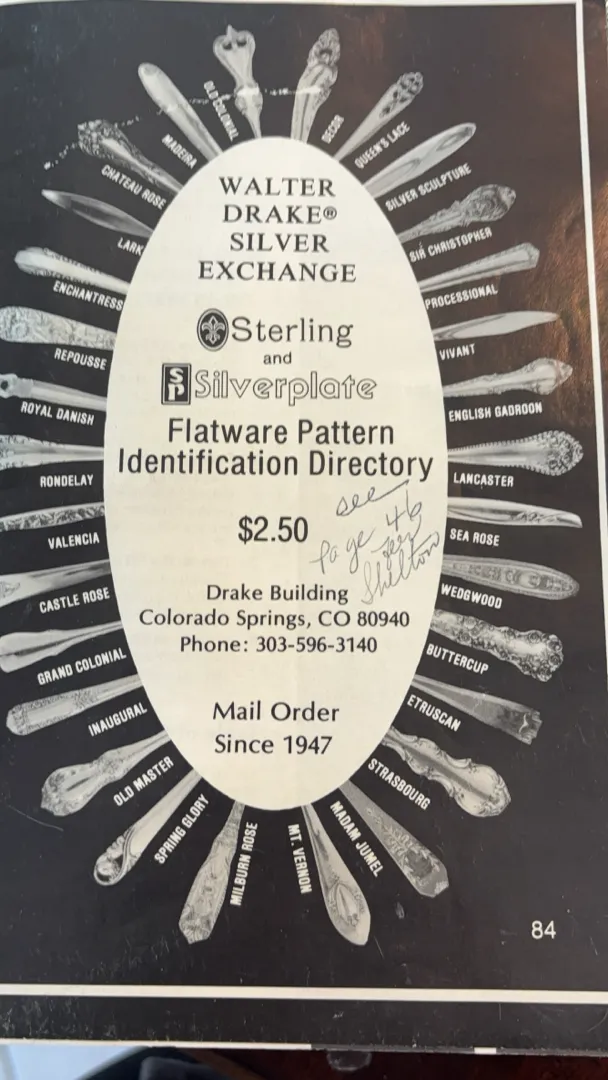 WALTER
DRAKE®
SILVER
EXCHANGE
Sterling
and
SP Silverplate
Flatware Pattern
Identification Directory
$2.50
see
page 46
Shelton
Drake Building
Colorado Springs, CO 80940
Phone: 303-596-3140
Mail Order
Since 1947
OLD COLONIAL
DECOR
QUEEN'S LACE
SILVER SCULPTURE
SIR CHRISTOPHER
PROCESSIONAL
VIVANT
ENGLISH GADROON
LANCASTER
SEA ROSE
WEDGWOOD
BUTTERCUP
ETRUSCAN
STRASBOURG
MADAM JUMEL
MT. VERNON
MILBURN ROSE
SPRING GLORY
OLD MASTER
INAUGURAL
GRAND COLONIAL
CASTLE ROSE
VALENCIA
RONDELAY
ROYAL DANISH
REPOUSSE
ENCHANTRESS
LARK
CHATEAU ROSE
MADEIRA
84